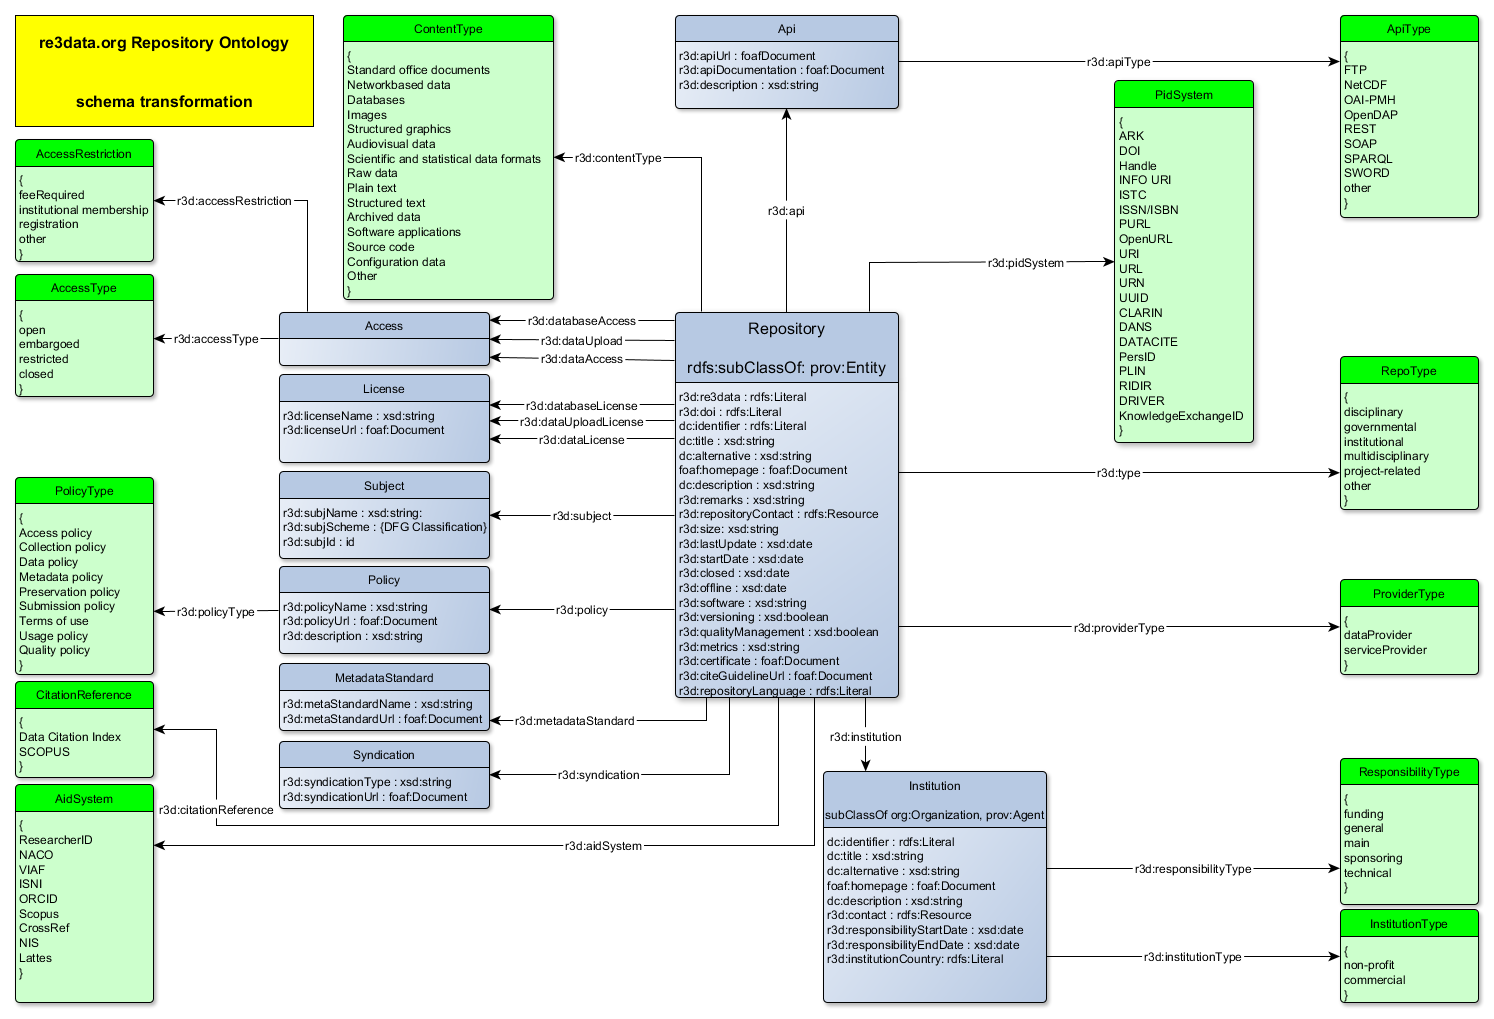 re3data.org Repository Ontology
schema transformation
ContentType
{
Standard office documents
Networkbased data
Databases
Images
Structured graphics
Audiovisual data
Scientific and statistical data formats
Raw data
Plain text
Structured text
Archived data
Software applications
Source code
Configuration data
Other
}
Api
r3d:apiUrl : foafDocument
r3d:apiDocumentation : foaf:Document
r3d:description : xsd:string
r3d:apiType
ApiType
{
FTP
NetCDF
OAI-PMH
OpenDAP
REST
SOAP
SPARQL
SWORD
other
}
PidSystem
{
ARK
DOI
Handle
INFO URI
ISTC
ISSN/ISBN
PURL
OpenURL
URI
URL
URN
UUID
CLARIN
DANS
DATACITE
PersID
PLIN
RIDIR
DRIVER
KnowledgeExchangeID
}
AccessRestriction
{
feeRequired
institutional membership
registration
other
}
r3d:accessRestriction
r3d:contentType
r3d:api
r3d:pidSystem
AccessType
{
open
embargoed
restricted
closed
}
r3d:accessType
Access
r3d:databaseAccess
r3d:dataUpload
r3d:dataAccess
License
r3d:licenseName : xsd:string
r3d:licenseUrl : foaf:Document
r3d:databaseLicense
r3d:dataUploadLicense
r3d:dataLicense
Repository
rdfs:subClassOf: prov:Entity
r3d:re3data : rdfs:Literal
r3d:doi : rdfs:Literal
dc:identifier : rdfs:Literal
dc:title : xsd:string
dc:alternative : xsd:string
foaf:homepage : foaf:Document
dc:description : xsd:string
r3d:remarks : xsd:string
r3d:repositoryContact : rdfs:Resource
r3d:size: xsd:string
r3d:lastUpdate : xsd:date
r3d:startDate : xsd:date
r3d:closed : xsd:date
r3d:offline : xsd:date
r3d:software : xsd:string
r3d:versioning : xsd:boolean
r3d:qualityManagement : xsd:boolean
r3d:metrics : xsd:string
r3d:certificate : foaf:Document
r3d:citeGuidelineUrl : foaf:Document
r3d:repositoryLanguage : rdfs:Literal
r3d:type
RepoType
{
disciplinary
governmental
institutional
multidisciplinary
project-related
other
}
PolicyType
{
Access policy
Collection policy
Data policy
Metadata policy
Preservation policy
Submission policy
Terms of use
Usage policy
Quality policy
}
r3d:policyType
Subject
r3d:subjName : xsd:string:
r3d:subjScheme : {DFG Classification}
r3d:subjId : id
r3d:subject
Policy
r3d:policyName : xsd:string
r3d:policyUrl : foaf:Document
r3d:description : xsd:string
r3d:policy
r3d:providerType
ProviderType
{
dataProvider
serviceProvider
}
MetadataStandard
r3d:metaStandardName : xsd:string
r3d:metaStandardUrl : foaf:Document
r3d:metadataStandard
CitationReference
{
Data Citation Index
SCOPUS
}
Syndication
r3d:syndicationType : xsd:string
r3d:syndicationUrl : foaf:Document
r3d:syndication
r3d:citationReference
AidSystem
{
ResearcherID
NACO
VIAF
ISNI
ORCID
Scopus
CrossRef
NIS
Lattes
}
r3d:aidSystem
r3d:institution
Institution
subClassOf org:Organization, prov:Agent
dc:identifier : rdfs:Literal
dc:title : xsd:string
dc:alternative : xsd:string
foaf:homepage : foaf:Document
dc:description : xsd:string
r3d:contact : rdfs:Resource
r3d:responsibilityStartDate : xsd:date
r3d:responsibilityEndDate : xsd:date
r3d:institutionCountry: rdfs:Literal
r3d:responsibilityType
ResponsibilityType
{
funding
general
main
sponsoring
technical
}
r3d:institutionType
InstitutionType
{
non-profit
commercial
}